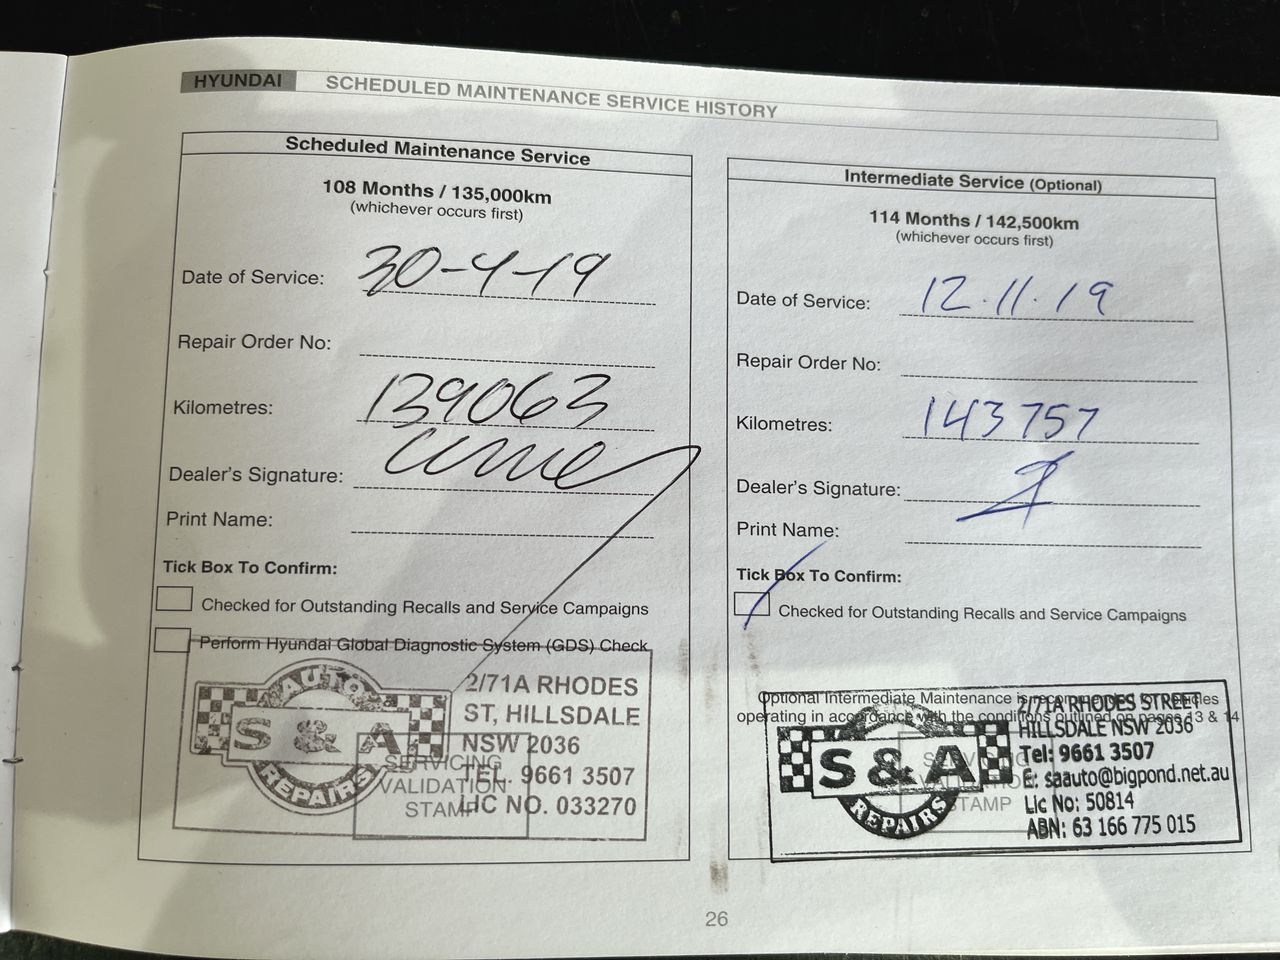 HYUNDAI SCHEDULED MAINTENANCE SERVICE HISTORY
Scheduled Maintenance Service
108 Months / 135,000km
(whichever occurs first)
Date of Service: 30-4-19
Repair Order No:
Kilometres: 139063
Dealer's Signature:
Print Name:
Tick Box To Confirm:
Checked for Outstanding Recalls and Service Campaigns
Perform Hyundai Global Diagnostic System (GDS) Check
AUTO
S & A
REPAIRS
2/71A RHODES
ST, HILLSDALE
NSW 2036
TEL. 9661 3507
LIC NO. 033270
SERVICING
VALIDATION
STAMP
Intermediate Service (Optional)
114 Months / 142,500km
(whichever occurs first)
Date of Service: 12.11.19
Repair Order No:
Kilometres: 143757
Dealer's Signature:
Print Name:
Tick Box To Confirm:
Checked for Outstanding Recalls and Service Campaigns
Optional Intermediate Maintenance is
operating in accordance with the conditions outlined on pages 13 & 14
S & A
REPAIRS
2/71A RHODES STREET
HILLSDALE NSW 2036
Tel: 9661 3507
E: saauto@bigpond.net.au
Lic No: 50814
ABN: 63 166 775 015
STAMP
26